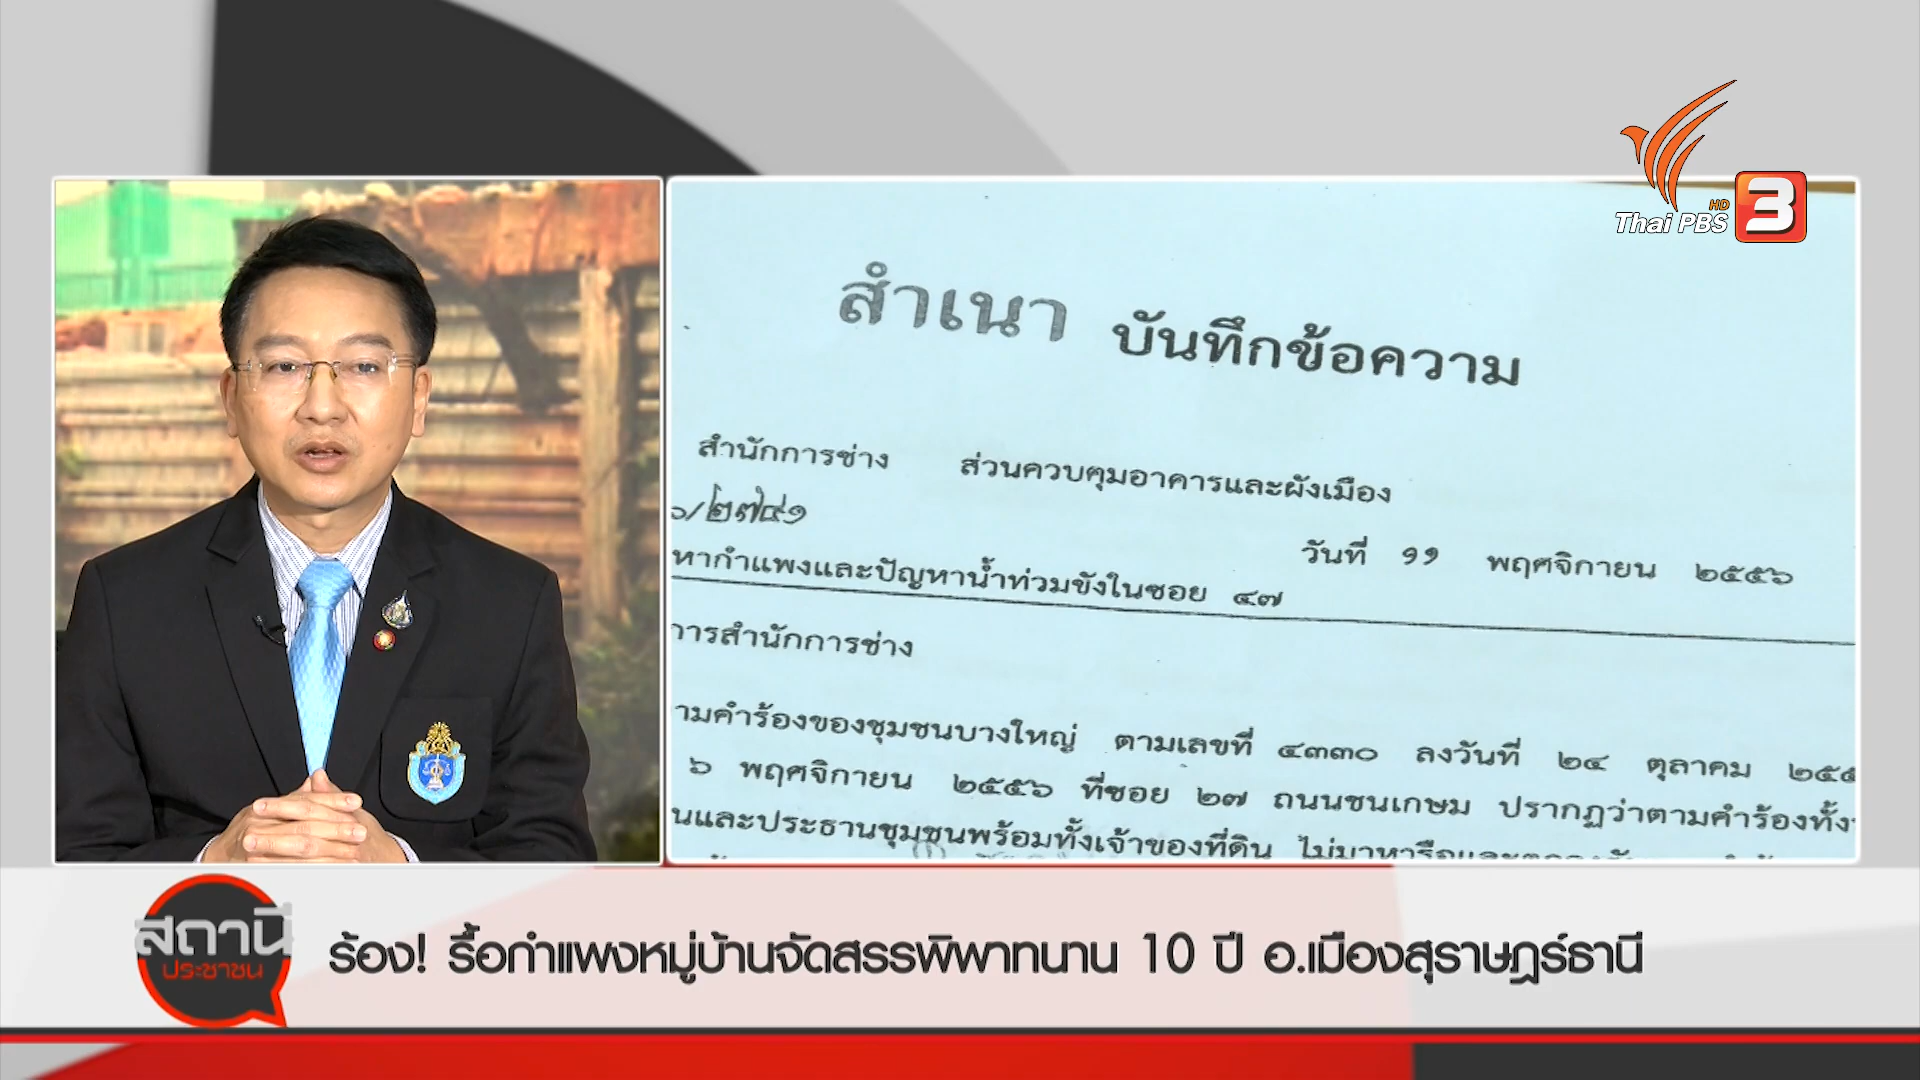 HD
Thai PBS 3
สำเนา บันทึกข้อความ
สำนักการช่าง ส่วนควบคุมอาคารและผังเมือง
วันที่ ๑๑ พฤศจิกายน ๒๕๕๖
หากำแพงและปัญหาน้ำท่วมขังในซอย ๔๗
การสำนักการช่าง
ามคำร้องของชุมชนบางใหญ่ ตามเลขที่ ๔๓๓๐ ลงวันที่ ๒๔ ตุลาคม
๖ พฤศจิกายน ๒๕๕๖ ที่ซอย ๒๗ ถนนชนเกษม ปรากฏว่าตามคำร้องทั้ง
นและประธานชุมชนพร้อมทั้งเจ้าของที่ดิน
สถานี
ประชาชน
ร้อง! รื้อกำแพงหมู่บ้านจัดสรรพิพาทนาน 10 ปี อ.เมืองสุราษฎร์ธานี